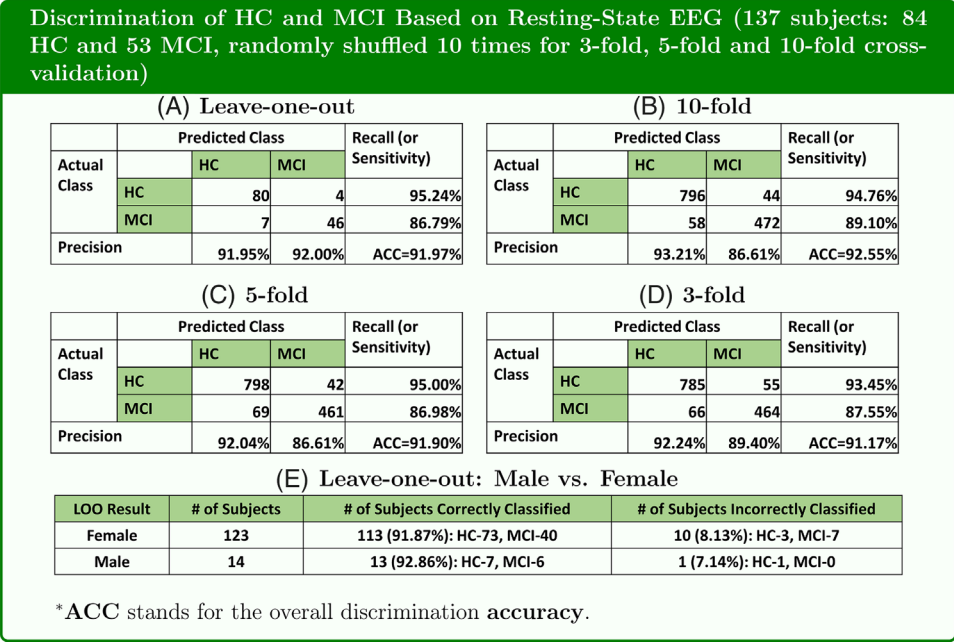 Discrimination of HC and MCI Based on Resting-State EEG (137 subjects: 84
HC and 53 MCI, randomly shuffled 10 times for 3-fold, 5-fold and 10-fold cross-
validation)
(A) Leave-one-out
Predicted Class Recall (or
Sensitivity)
Actual
Class
HC MCI
HC 80 4 95.24%
MCI 7 46 86.79%
Precision 91.95% 92.00% ACC=91.97%
(B) 10-fold
Predicted Class Recall (or
Sensitivity)
Actual
Class
HC MCI
HC 796 44 94.76%
MCI 58 472 89.10%
Precision 93.21% 86.61% ACC=92.55%
(C) 5-fold
Predicted Class Recall (or
Sensitivity)
Actual
Class
HC MCI
HC 798 42 95.00%
MCI 69 461 86.98%
Precision 92.04% 86.61% ACC=91.90%
(D) 3-fold
Predicted Class Recall (or
Sensitivity)
Actual
Class
HC MCI
HC 785 55 93.45%
MCI 66 464 87.55%
Precision 92.24% 89.40% ACC=91.17%
(E) Leave-one-out: Male vs. Female
LOO Result # of Subjects # of Subjects Correctly Classified # of Subjects Incorrectly Classified
Female 123 113 (91.87%): HC-73, MCI-40 10 (8.13%): HC-3, MCI-7
Male 14 13 (92.86%): HC-7, MCI-6 1 (7.14%): HC-1, MCI-0
*ACC stands for the overall discrimination accuracy.